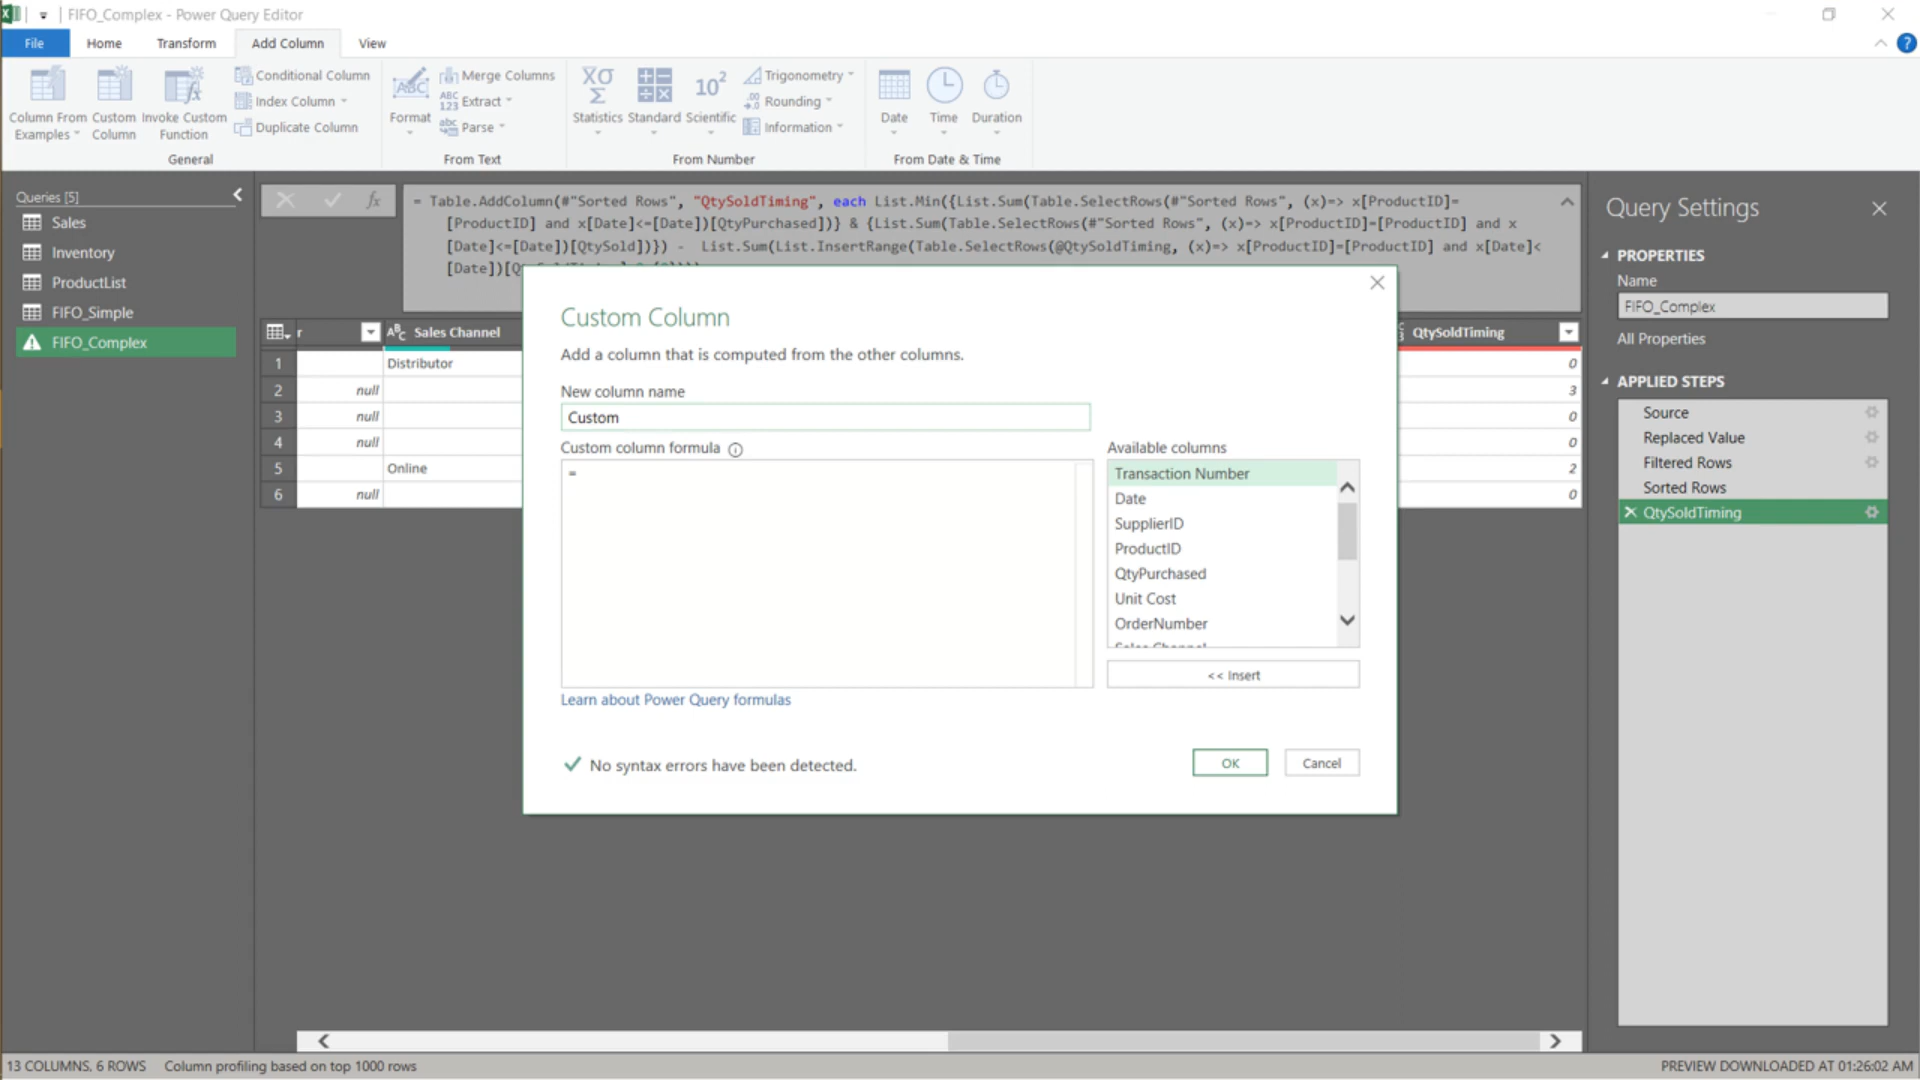 FIFO_Complex - Power Query Editor
File Home Transform Add Column View
Column From Examples
Custom Column
Invoke Custom Function
Conditional Column
Index Column
Duplicate Column
General
Format
Merge Columns
Extract
Parse
From Text
Statistics
Standard
Scientific
Trigonometry
Rounding
Information
From Number
Date
Time
Duration
From Date & Time
Queries [5]
Sales
Inventory
ProductList
FIFO_Simple
FIFO_Complex
= Table.AddColumn(#"Sorted Rows", "QtySoldTiming", each List.Min({List.Sum(Table.SelectRows(#"Sorted Rows", (x)=> x[ProductID]=
[ProductID] and x[Date]<=[Date])[QtyPurchased])} & {List.Sum(Table.SelectRows(#"Sorted Rows", (x)=> x[ProductID]=[ProductID] and x
[Date]<=[Date])[QtySold])}) - List.Sum(List.InsertRange(Table.SelectRows(@QtySoldTiming, (x)=> x[ProductID]=[ProductID] and x[Date]<
[Date])
r Sales Channel QtySoldTiming
1 Distributor 0
2 null 3
3 null 0
4 null 0
5 Online 2
6 null 0
Custom Column
Add a column that is computed from the other columns.
New column name
Custom
Custom column formula
=
Available columns
Transaction Number
Date
SupplierID
ProductID
QtyPurchased
Unit Cost
OrderNumber
Sales Channel
<< Insert
Learn about Power Query formulas
No syntax errors have been detected.
OK
Cancel
Query Settings
PROPERTIES
Name
FIFO_Complex
All Properties
APPLIED STEPS
Source
Replaced Value
Filtered Rows
Sorted Rows
QtySoldTiming
13 COLUMNS, 6 ROWS Column profiling based on top 1000 rows
PREVIEW DOWNLOADED AT 01:26:02 AM